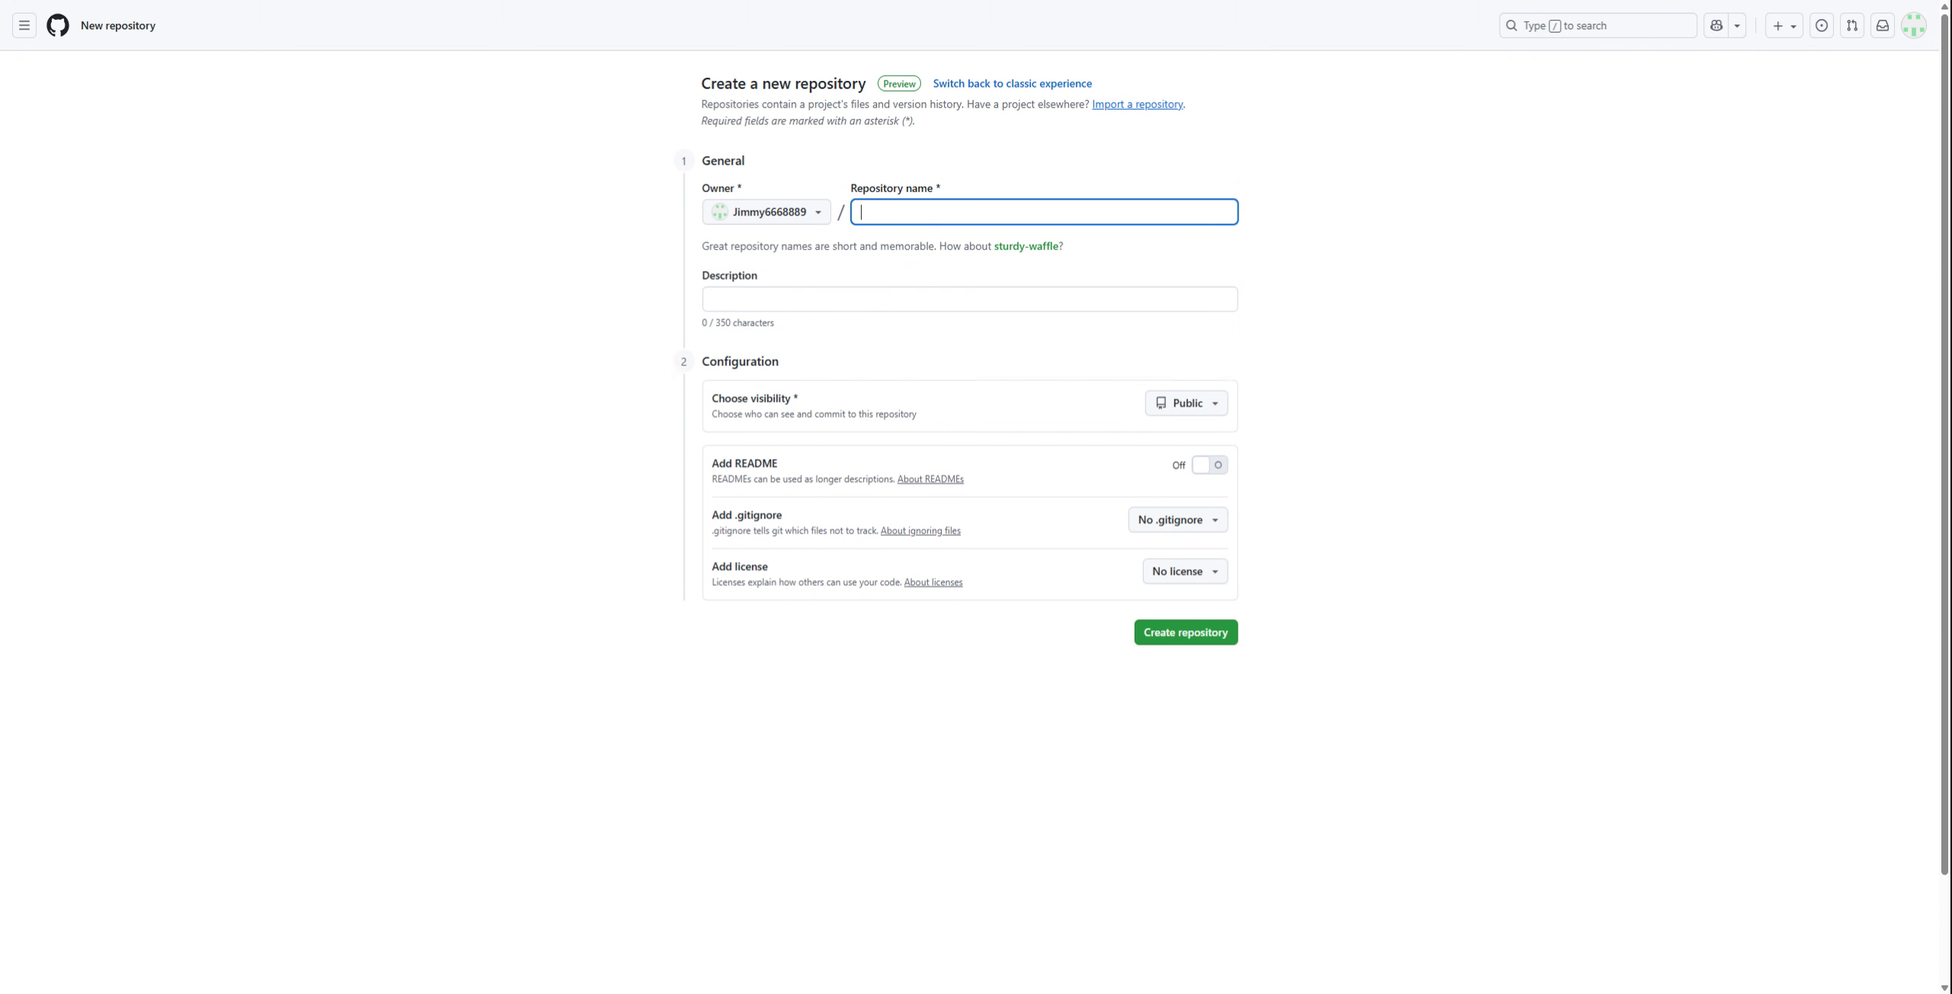 New repository
Type / to search
Create a new repository Preview Switch back to classic experience
Repositories contain a project's files and version history. Have a project elsewhere? Import a repository.
Required fields are marked with an asterisk (*).
1 General
Owner * Repository name *
Jimmy6668889 /
Great repository names are short and memorable. How about sturdy-waffle?
Description
0 / 350 characters
2 Configuration
Choose visibility *
Choose who can see and commit to this repository
Public
Add README
READMEs can be used as longer descriptions. About READMEs
Off
Add .gitignore
.gitignore tells git which files not to track. About ignoring files
No .gitignore
Add license
Licenses explain how others can use your code. About licenses
No license
Create repository